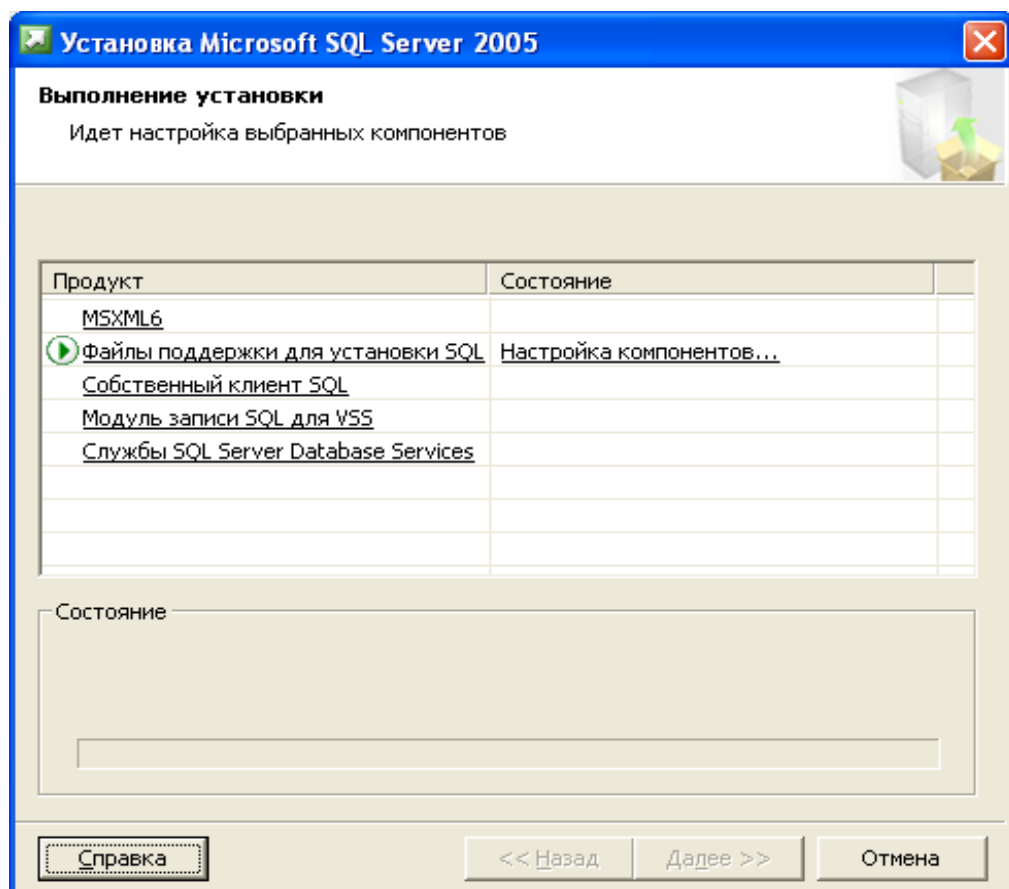 Установка Microsoft SQL Server 2005
Выполнение установки
Идет настройка выбранных компонентов
Продукт Состояние
MSXML6
Файлы поддержки для установки SQL Настройка компонентов...
Собственный клиент SQL
Модуль записи SQL для VSS
Службы SQL Server Database Services
Состояние
Справка << Назад Далее >> Отмена